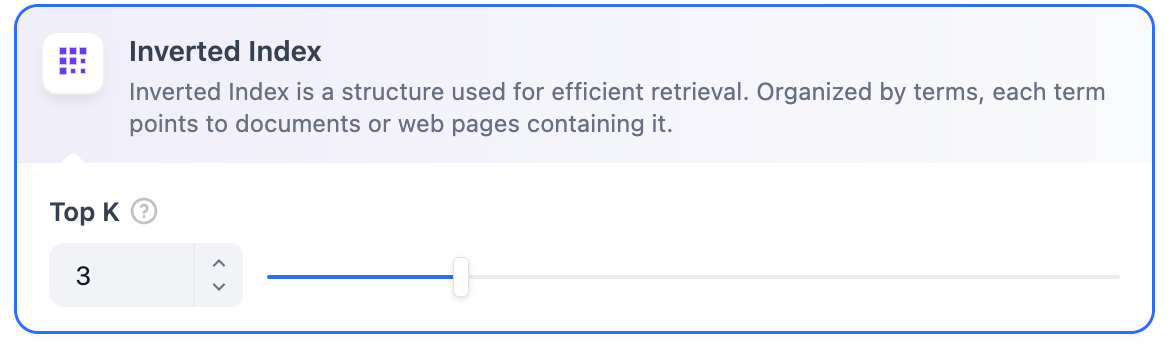 Inverted Index
Inverted Index is a structure used for efficient retrieval. Organized by terms, each term
points to documents or web pages containing it.
Top K ?
3